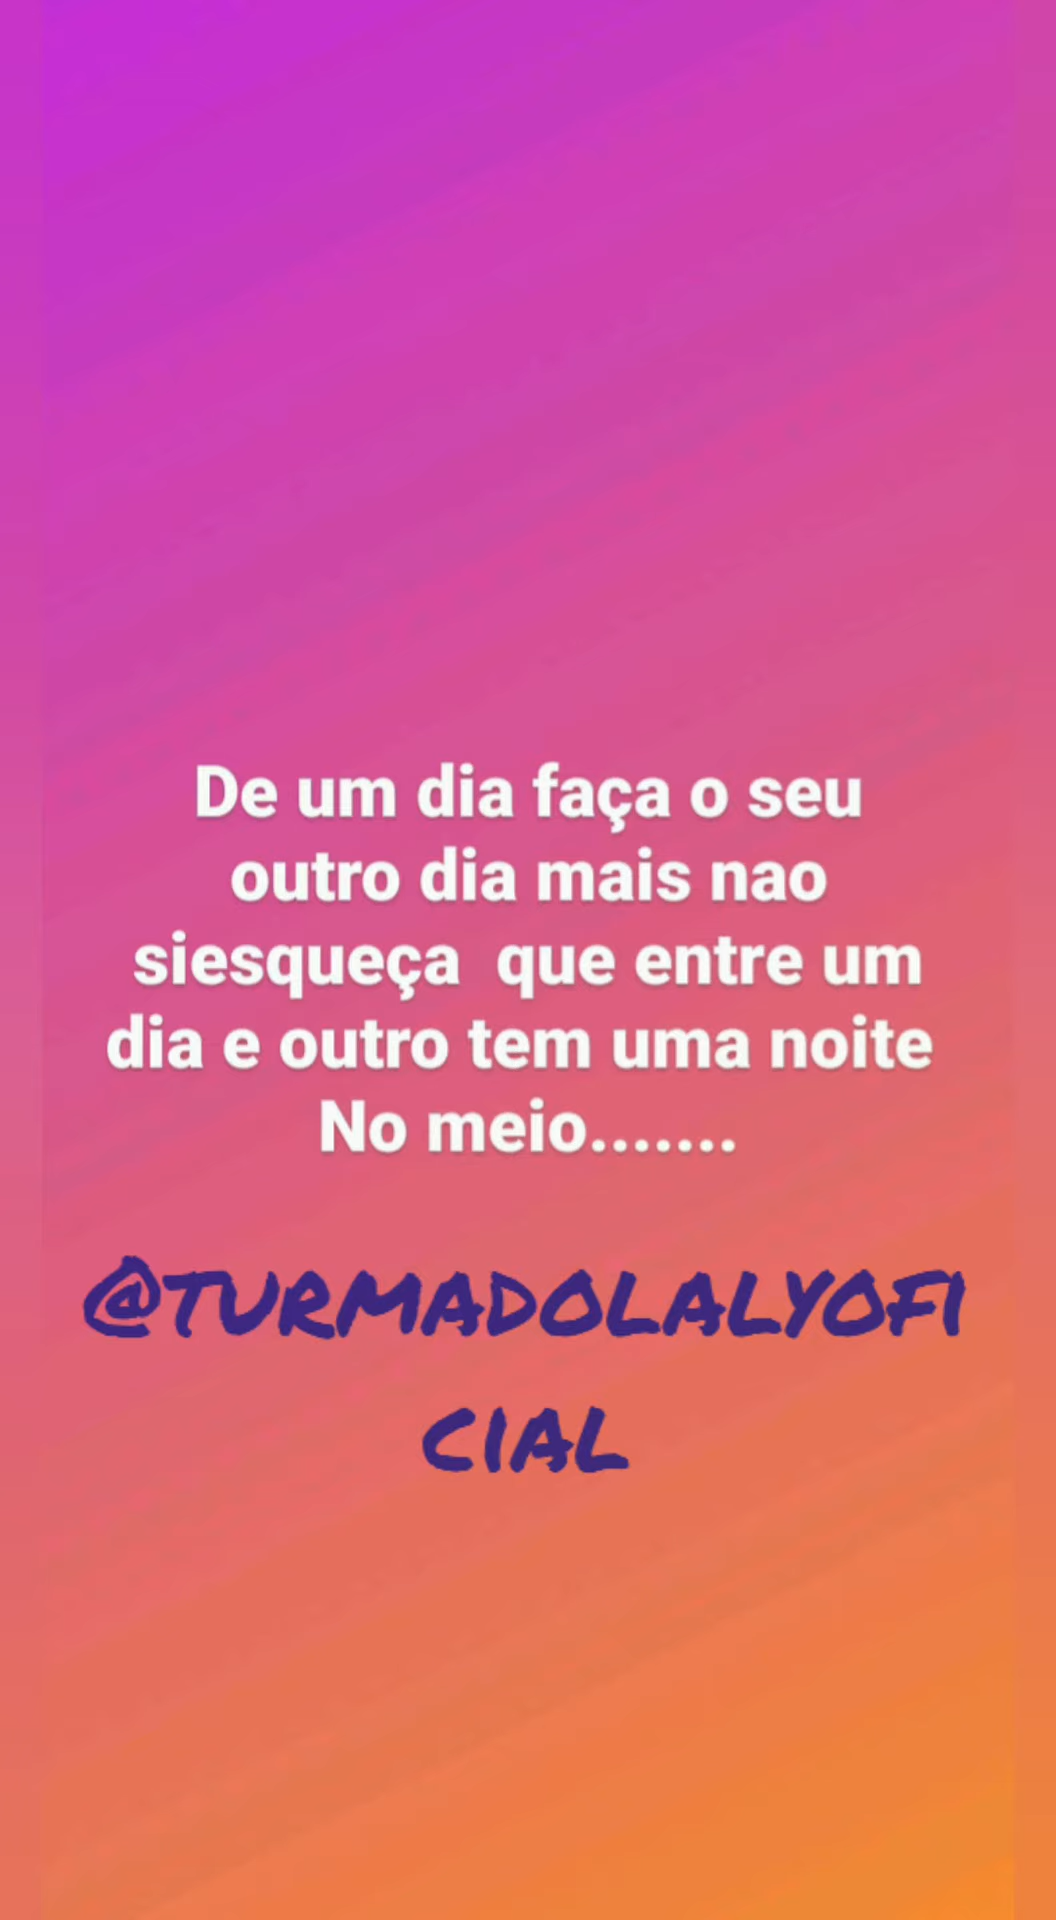 De um dia faça o seu
outro dia mais nao
siesqueça  que entre um
dia e outro tem uma noite
No meio.......
@TURMADOLALYOFI
CIAL